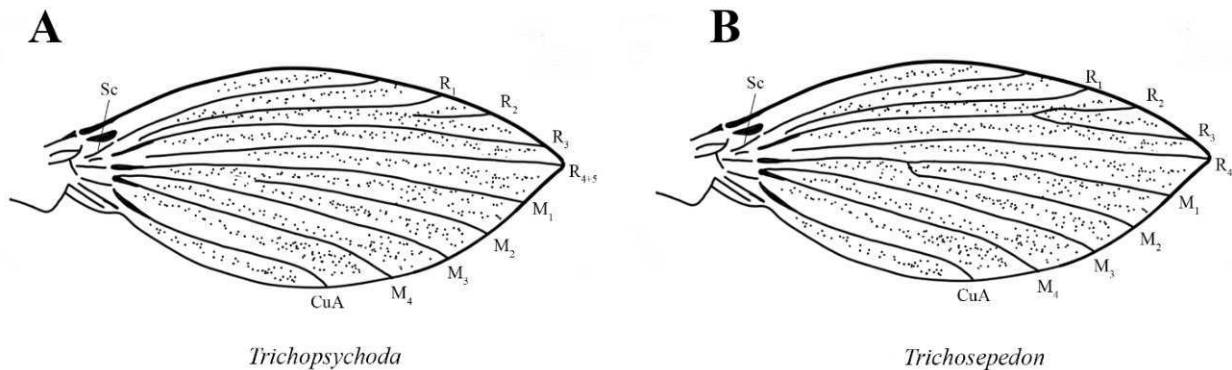 A
Sc
R1
R2
R3
R4+5
M1
M2
M3
M4
CuA
Trichopsychoda
B
Sc
R1
R2
R3
R4
M1
M2
M3
M4
CuA
Trichosepedon